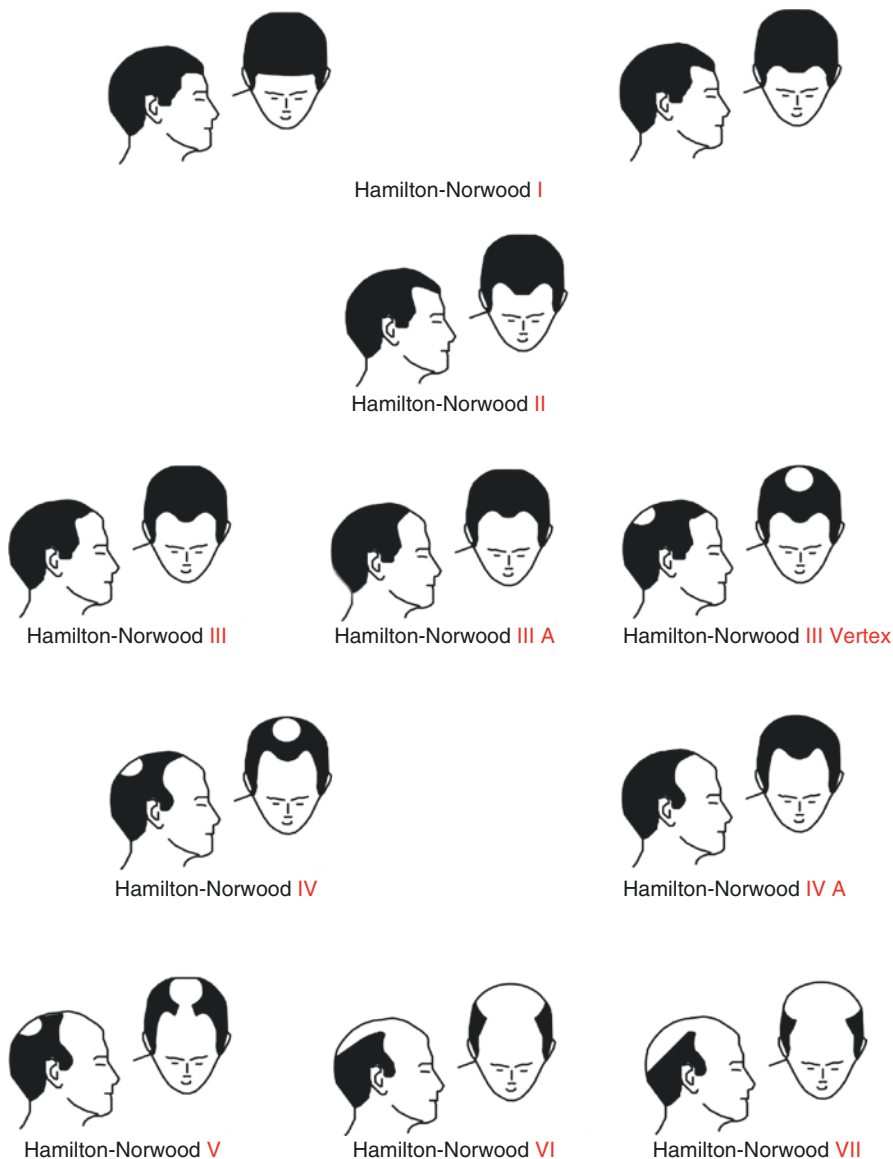 Hamilton-Norwood I
Hamilton-Norwood II
Hamilton-Norwood III
Hamilton-Norwood III A
Hamilton-Norwood III Vertex
Hamilton-Norwood IV
Hamilton-Norwood IV A
Hamilton-Norwood V
Hamilton-Norwood VI
Hamilton-Norwood VII